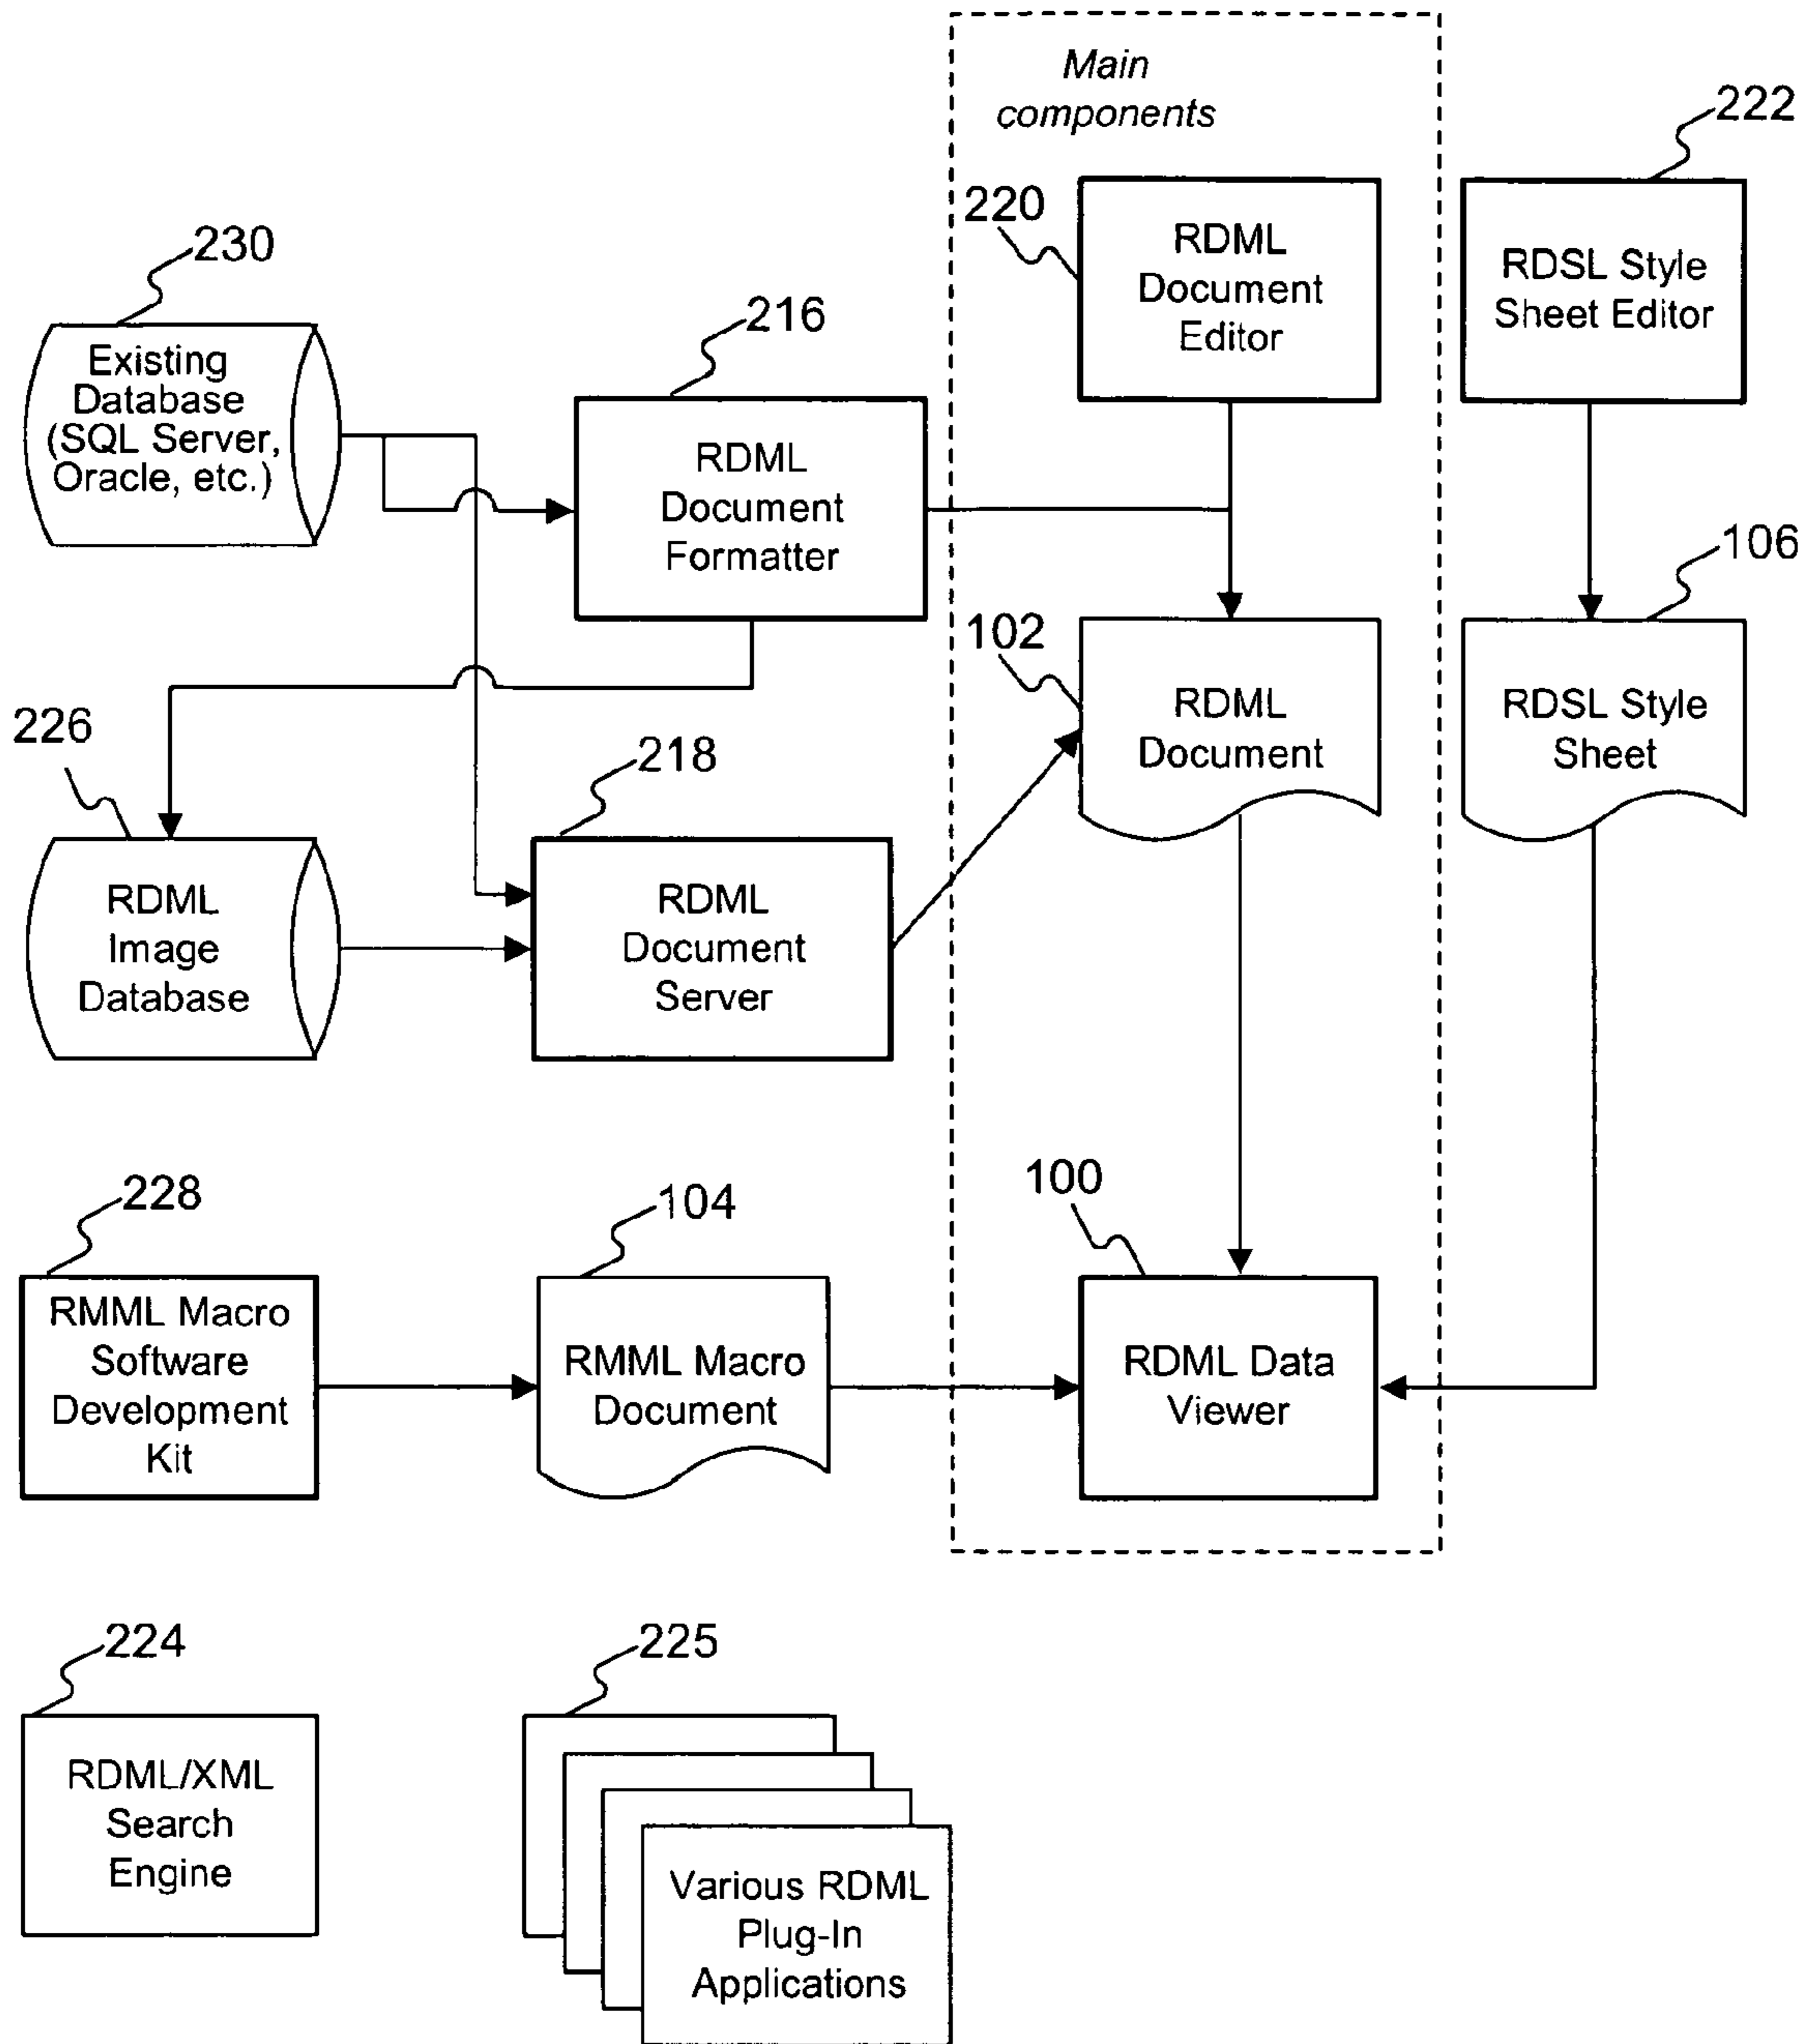 Main
components
222
220
RDML
Document
Editor
RDSL Style
Sheet Editor
230
Existing
Database
(SQL Server,
Oracle, etc.)
216
RDML
Document
Formatter
106
102
RDML
Document
RDSL Style
Sheet
226
RDML
Image
Database
218
RDML
Document
Server
228
RMML Macro
Software
Development
Kit
104
RMML Macro
Document
100
RDML Data
Viewer
224
RDML/XML
Search
Engine
225
Various RDML
Plug-In
Applications